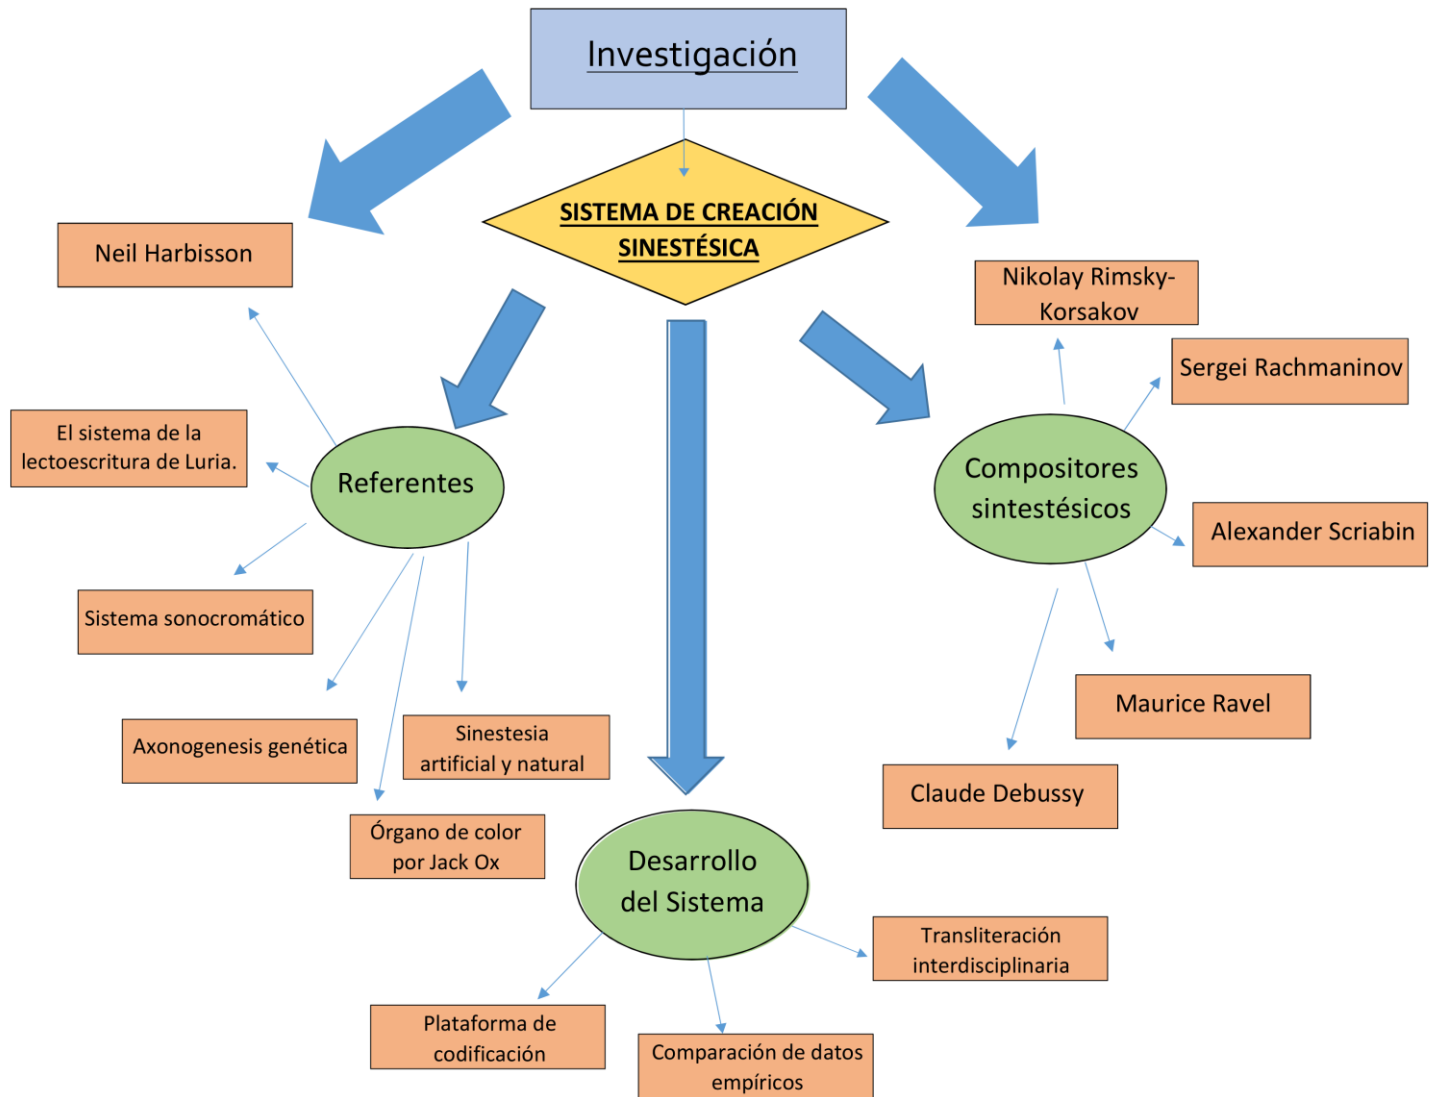 Investigación
SISTEMA DE CREACIÓN
SINESTÉSICA
Neil Harbisson
Nikolay Rimsky-
Korsakov
Sergei Rachmaninov
El sistema de la
lectoescritura de Luria.
Referentes
Compositores
sintestésicos
Alexander Scriabin
Sistema sonocromático
Maurice Ravel
Axonogenesis genética
Sinestesia
artificial y natural
Claude Debussy
Órgano de color
por Jack Ox
Desarrollo
del Sistema
Transliteración
interdisciplinaria
Plataforma de
codificación
Comparación de datos
empíricos